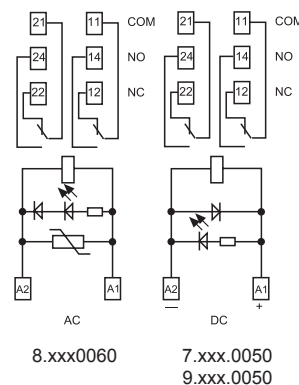 21 11 COM 21 11 COM
24 14 NO 24 14 NO
22 12 NC 22 12 NC
A2 A1 A2 A1
— +
AC DC
8.xxx0060 7.xxx.0050
9.xxx.0050